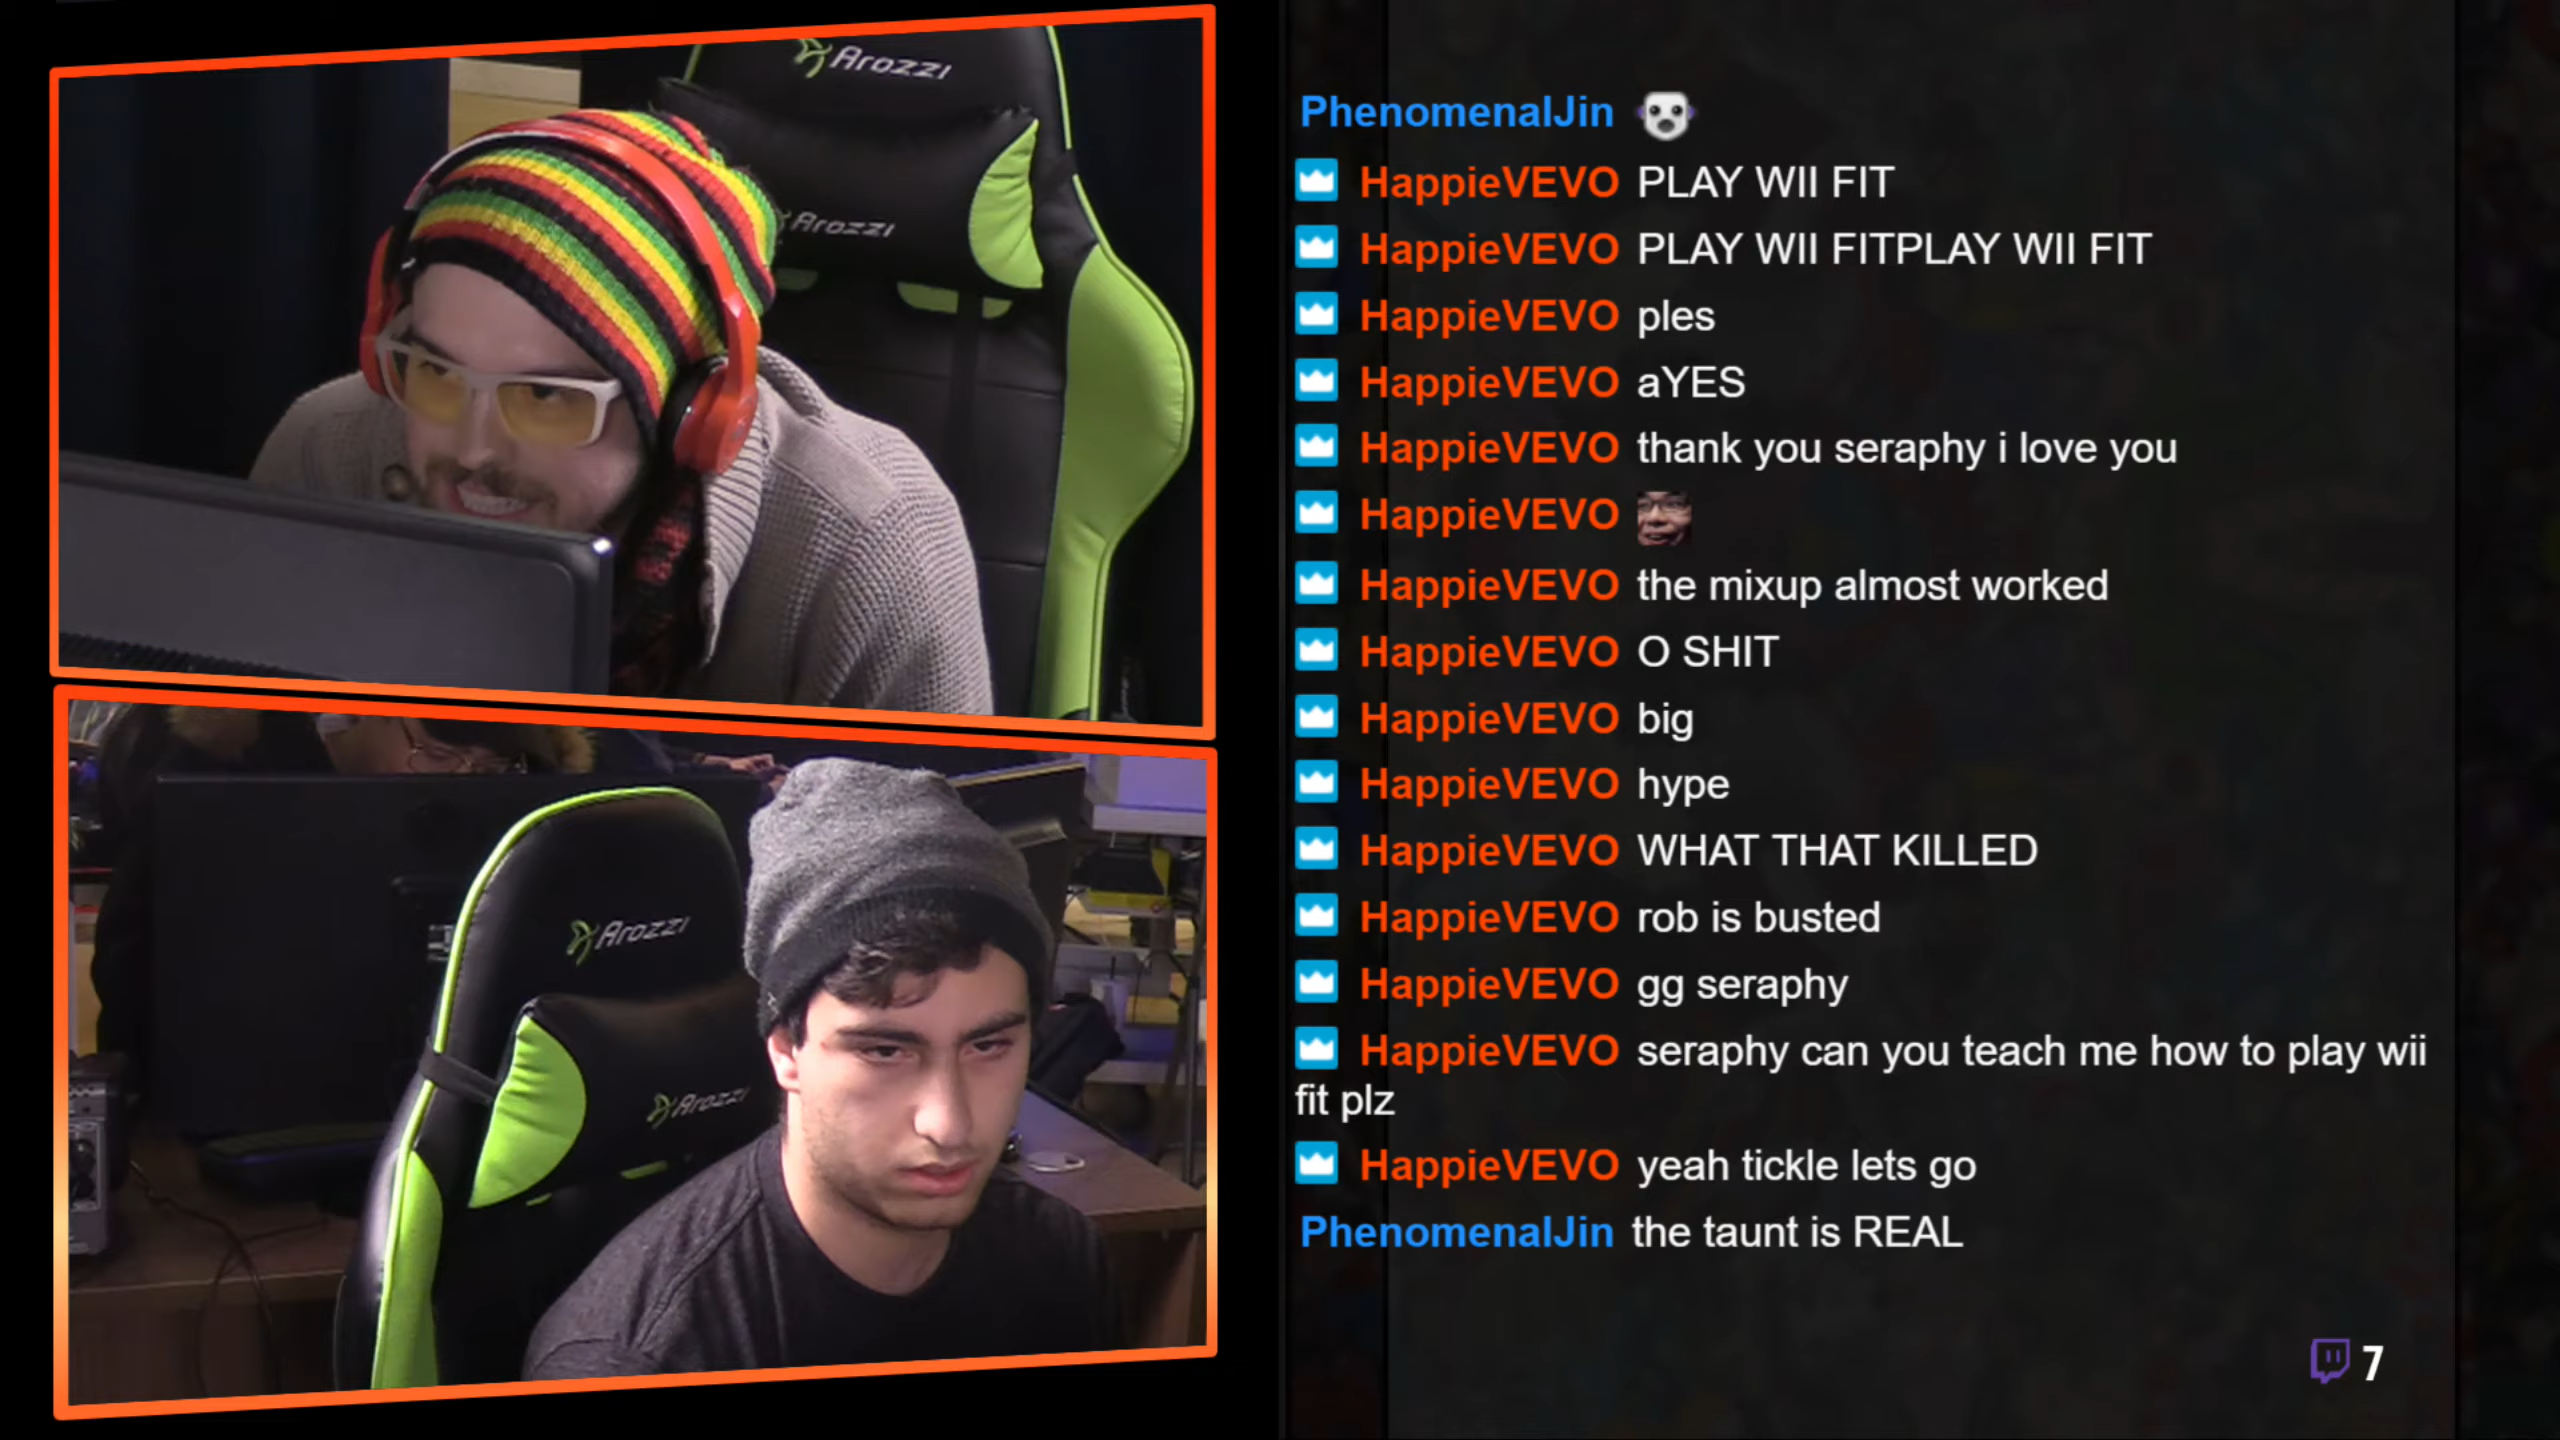 Arozzi
Arozzi
Arozzi
Arozzi
PhenomenalJin
HappieVEVO PLAY WII FIT
HappieVEVO PLAY WII FITPLAY WII FIT
HappieVEVO ples
HappieVEVO aYES
HappieVEVO thank you seraphy i love you
HappieVEVO
HappieVEVO the mixup almost worked
HappieVEVO O SHIT
HappieVEVO big
HappieVEVO hype
HappieVEVO WHAT THAT KILLED
HappieVEVO rob is busted
HappieVEVO gg seraphy
HappieVEVO seraphy can you teach me how to play wii
fit plz
HappieVEVO yeah tickle lets go
PhenomenalJin the taunt is REAL
7